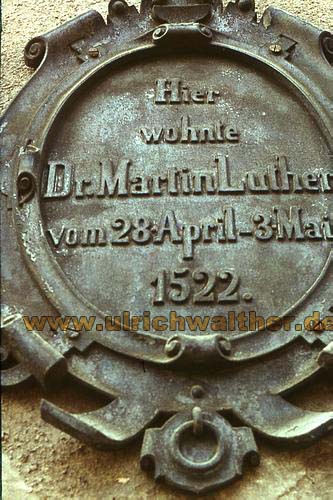 Hier
wohnte
Dr. Martin Luther
vom 28. April – 3. Mai
1522.
www.ulrichwalther.de